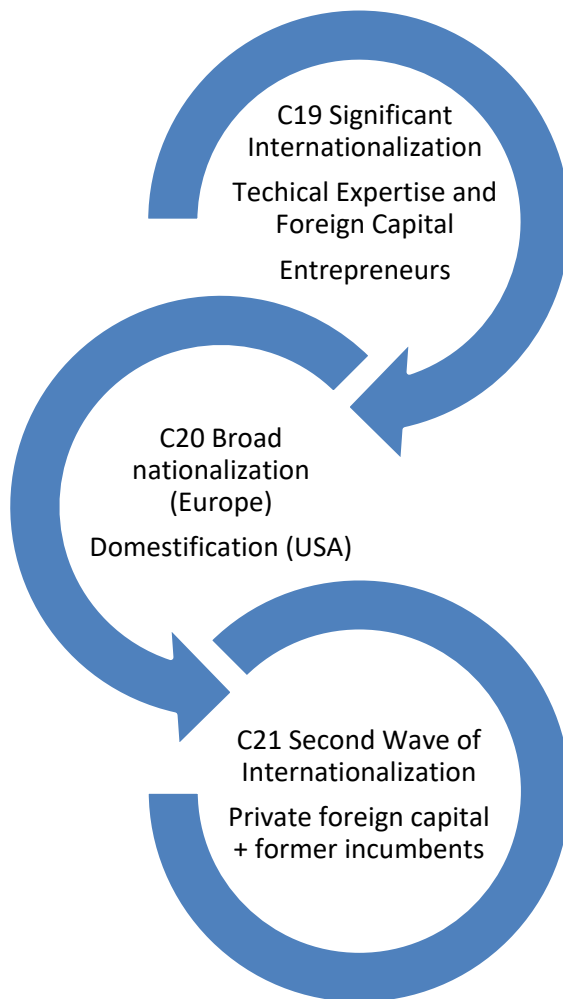 C19 Significant
Internationalization
Techical Expertise and
Foreign Capital
Entrepreneurs
C20 Broad
nationalization
(Europe)
Domestification (USA)
C21 Second Wave of
Internationalization
Private foreign capital
+ former incumbents